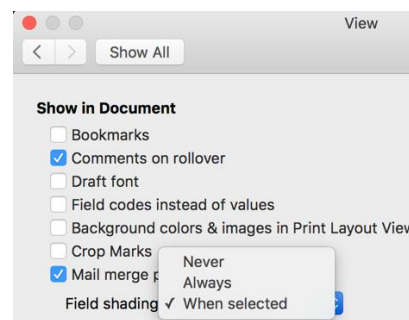 View
Show All
Show in Document
Bookmarks
Comments on rollover
Draft font
Field codes instead of values
Background colors & images in Print Layout View
Crop Marks
Mail merge
Never
Always
Field shading ✓ When selected